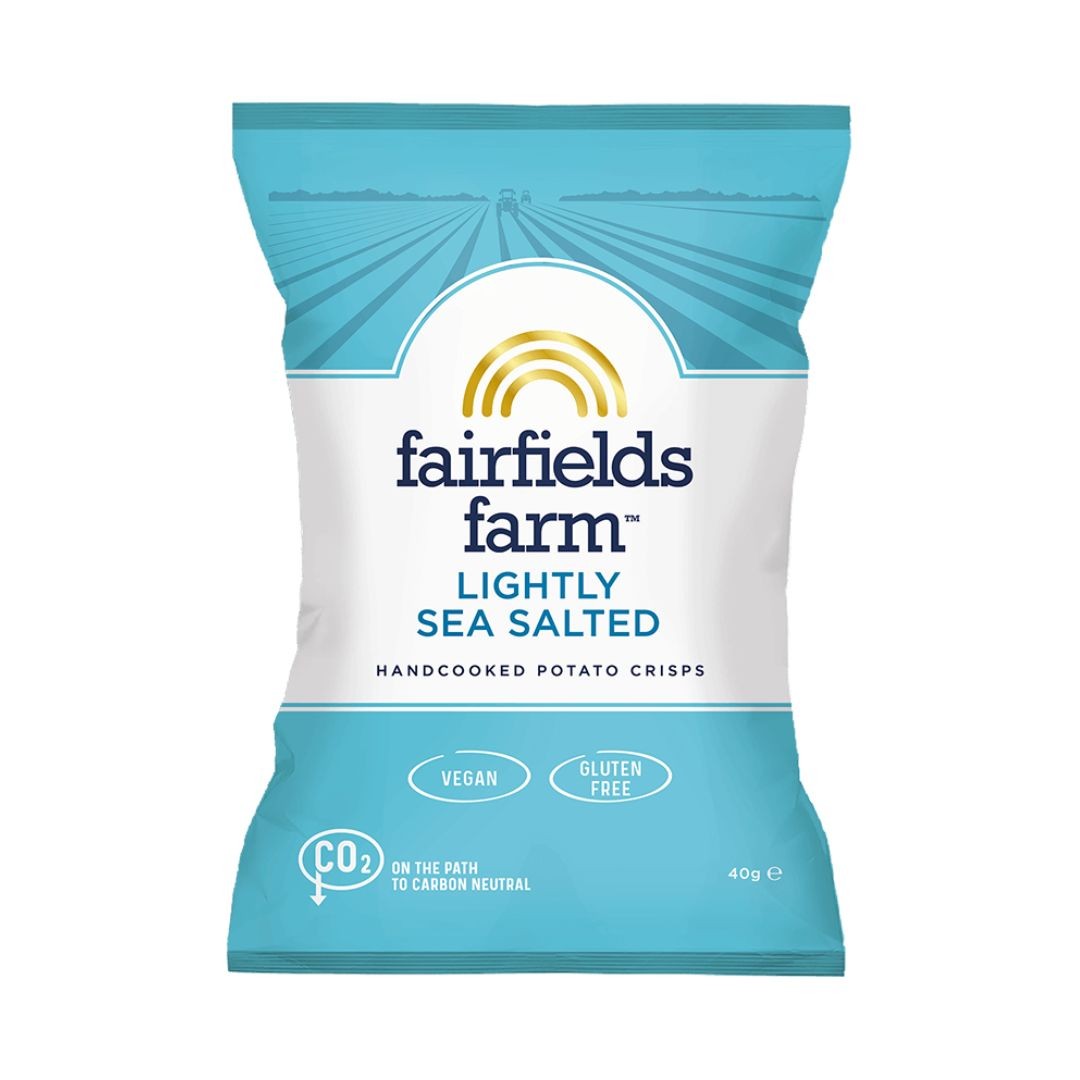 fairfields
farm™
LIGHTLY
SEA SALTED
HANDCOOKED POTATO CRISPS
VEGAN
GLUTEN
FREE
CO2
ON THE PATH
TO CARBON NEUTRAL
40g ℮